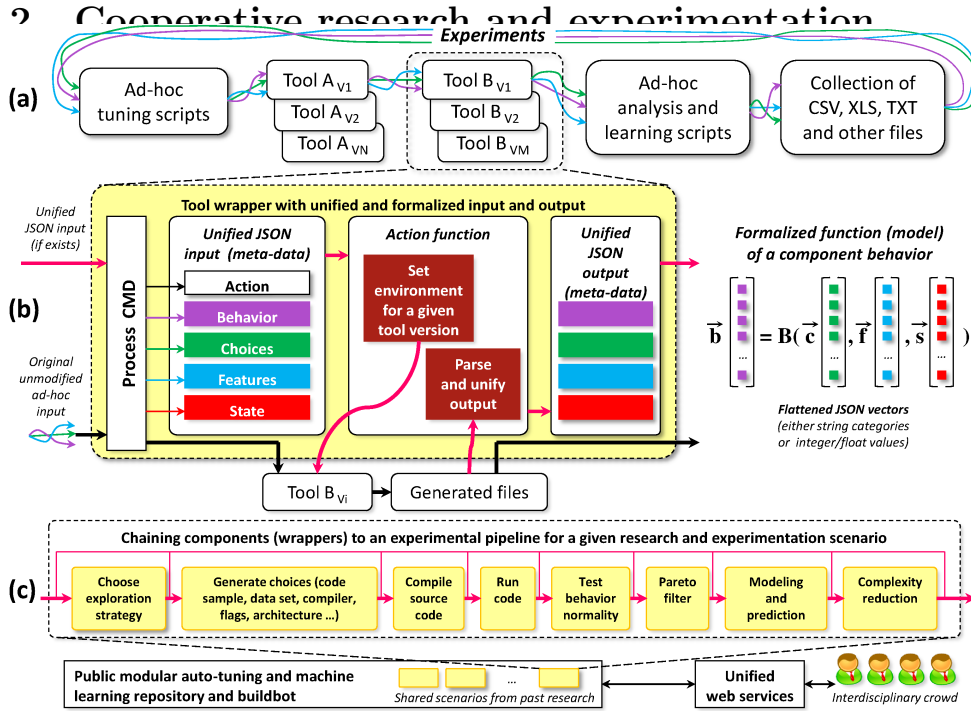 2 Cooperative research and experimentation
Experiments
(a)
Ad-hoc
tuning scripts
Tool A V1
Tool A V2
Tool A VN
Tool B V1
Tool B V2
Tool B VM
Ad-hoc
analysis and
learning scripts
Collection of
CSV, XLS, TXT
and other files
(b)
Unified
JSON input
(if exists)
Original
unmodified
ad-hoc
input
Tool wrapper with unified and formalized input and output
Process CMD
Unified JSON
input (meta-data)
Action
Behavior
Choices
Features
State
Action function
Set
environment
for a given
tool version
Parse
and unify
output
Unified
JSON
output
(meta-data)
Tool B Vi
Generated files
Formalized function (model)
of a component behavior
b = B( c , f , s )
... ... ... ...
Flattened JSON vectors
(either string categories
or integer/float values)
(c)
Chaining components (wrappers) to an experimental pipeline for a given research and experimentation scenario
Choose
exploration
strategy
Generate choices (code
sample, data set, compiler,
flags, architecture ...)
Compile
source
code
Run
code
Test
behavior
normality
Pareto
filter
Modeling
and
prediction
Complexity
reduction
Public modular auto-tuning and machine
learning repository and buildbot
...
Shared scenarios from past research
Unified
web services
Interdisciplinary crowd